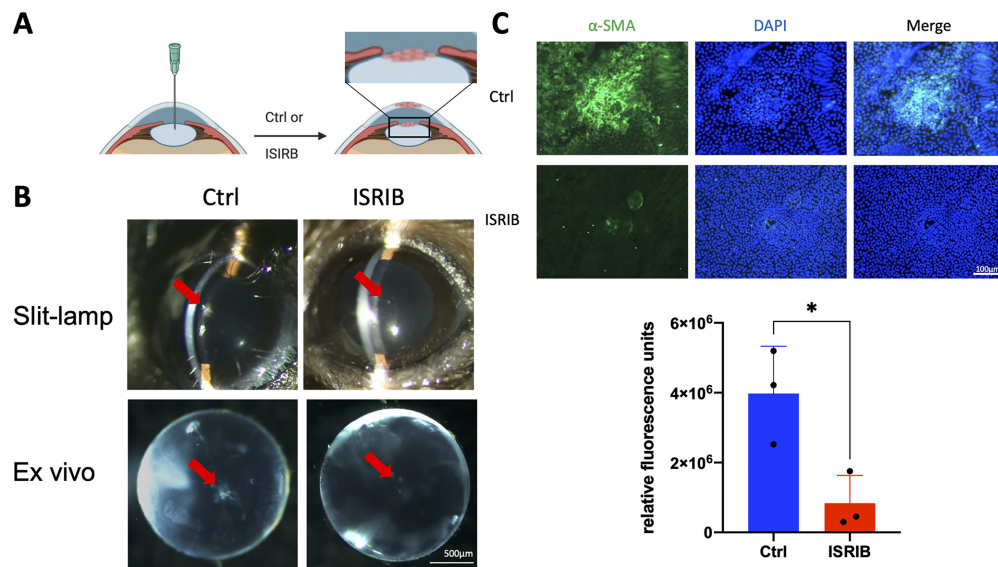 A
Ctrl or
ISIRB
B
Ctrl
ISRIB
Slit-lamp
Ex vivo
500μm
C
α-SMA
DAPI
Merge
Ctrl
ISRIB
100μm
relative fluorescence units
6×10⁶
4×10⁶
2×10⁶
0
*
Ctrl
ISRIB